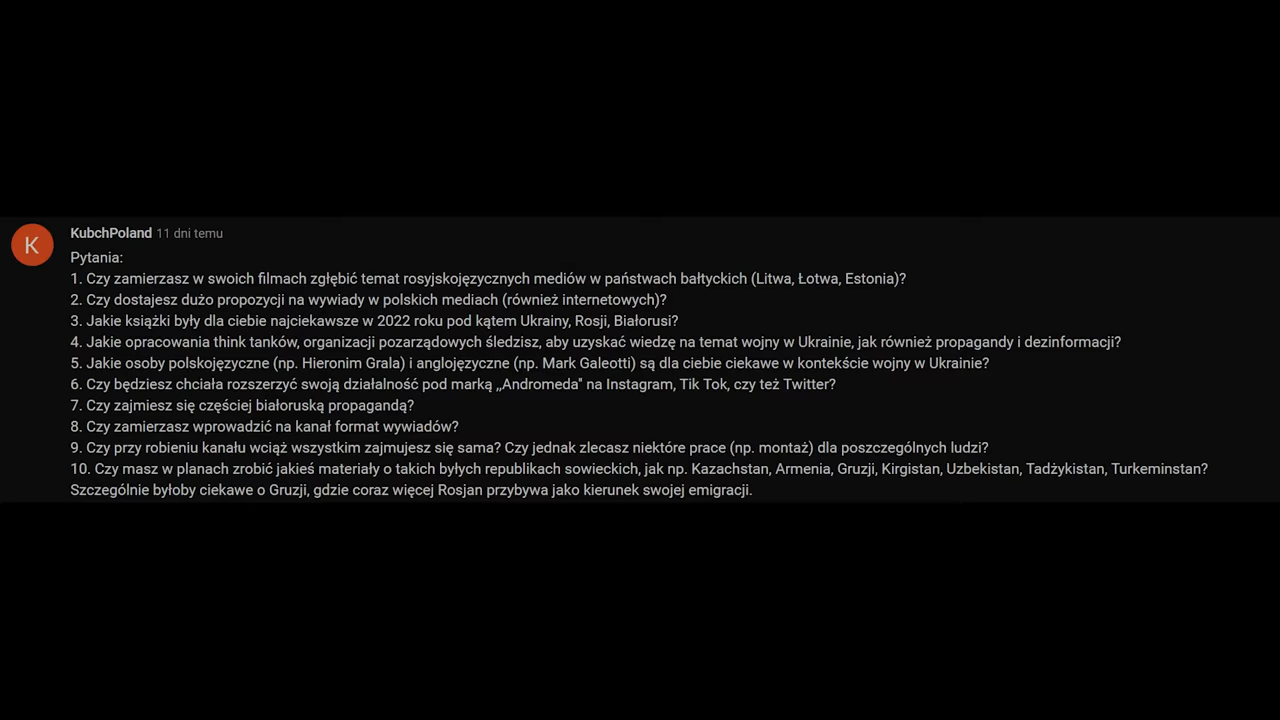 K
KubchPoland 11 dni temu
Pytania:
1. Czy zamierzasz w swoich filmach zgłębić temat rosyjskojęzycznych mediów w państwach bałtyckich (Litwa, Łotwa, Estonia)?
2. Czy dostajesz dużo propozycji na wywiady w polskich mediach (również internetowych)?
3. Jakie książki były dla ciebie najciekawsze w 2022 roku pod kątem Ukrainy, Rosji, Białorusi?
4. Jakie opracowania think tanków, organizacji pozarządowych śledzisz, aby uzyskać wiedzę na temat wojny w Ukrainie, jak również propagandy i dezinformacji?
5. Jakie osoby polskojęzyczne (np. Hieronim Grala) i anglojęzyczne (np. Mark Galeotti) są dla ciebie ciekawe w kontekście wojny w Ukrainie?
6. Czy będziesz chciała rozszerzyć swoją działalność pod marką ,,Andromeda" na Instagram, Tik Tok, czy też Twitter?
7. Czy zajmiesz się częściej białoruską propagandą?
8. Czy zamierzasz wprowadzić na kanał format wywiadów?
9. Czy przy robieniu kanału wciąż wszystkim zajmujesz się sama? Czy jednak zlecasz niektóre prace (np. montaż) dla poszczególnych ludzi?
10. Czy masz w planach zrobić jakieś materiały o takich byłych republikach sowieckich, jak np. Kazachstan, Armenia, Gruzji, Kirgistan, Uzbekistan, Tadżykistan, Turkeminstan?
Szczególnie byłoby ciekawe o Gruzji, gdzie coraz więcej Rosjan przybywa jako kierunek swojej emigracji.